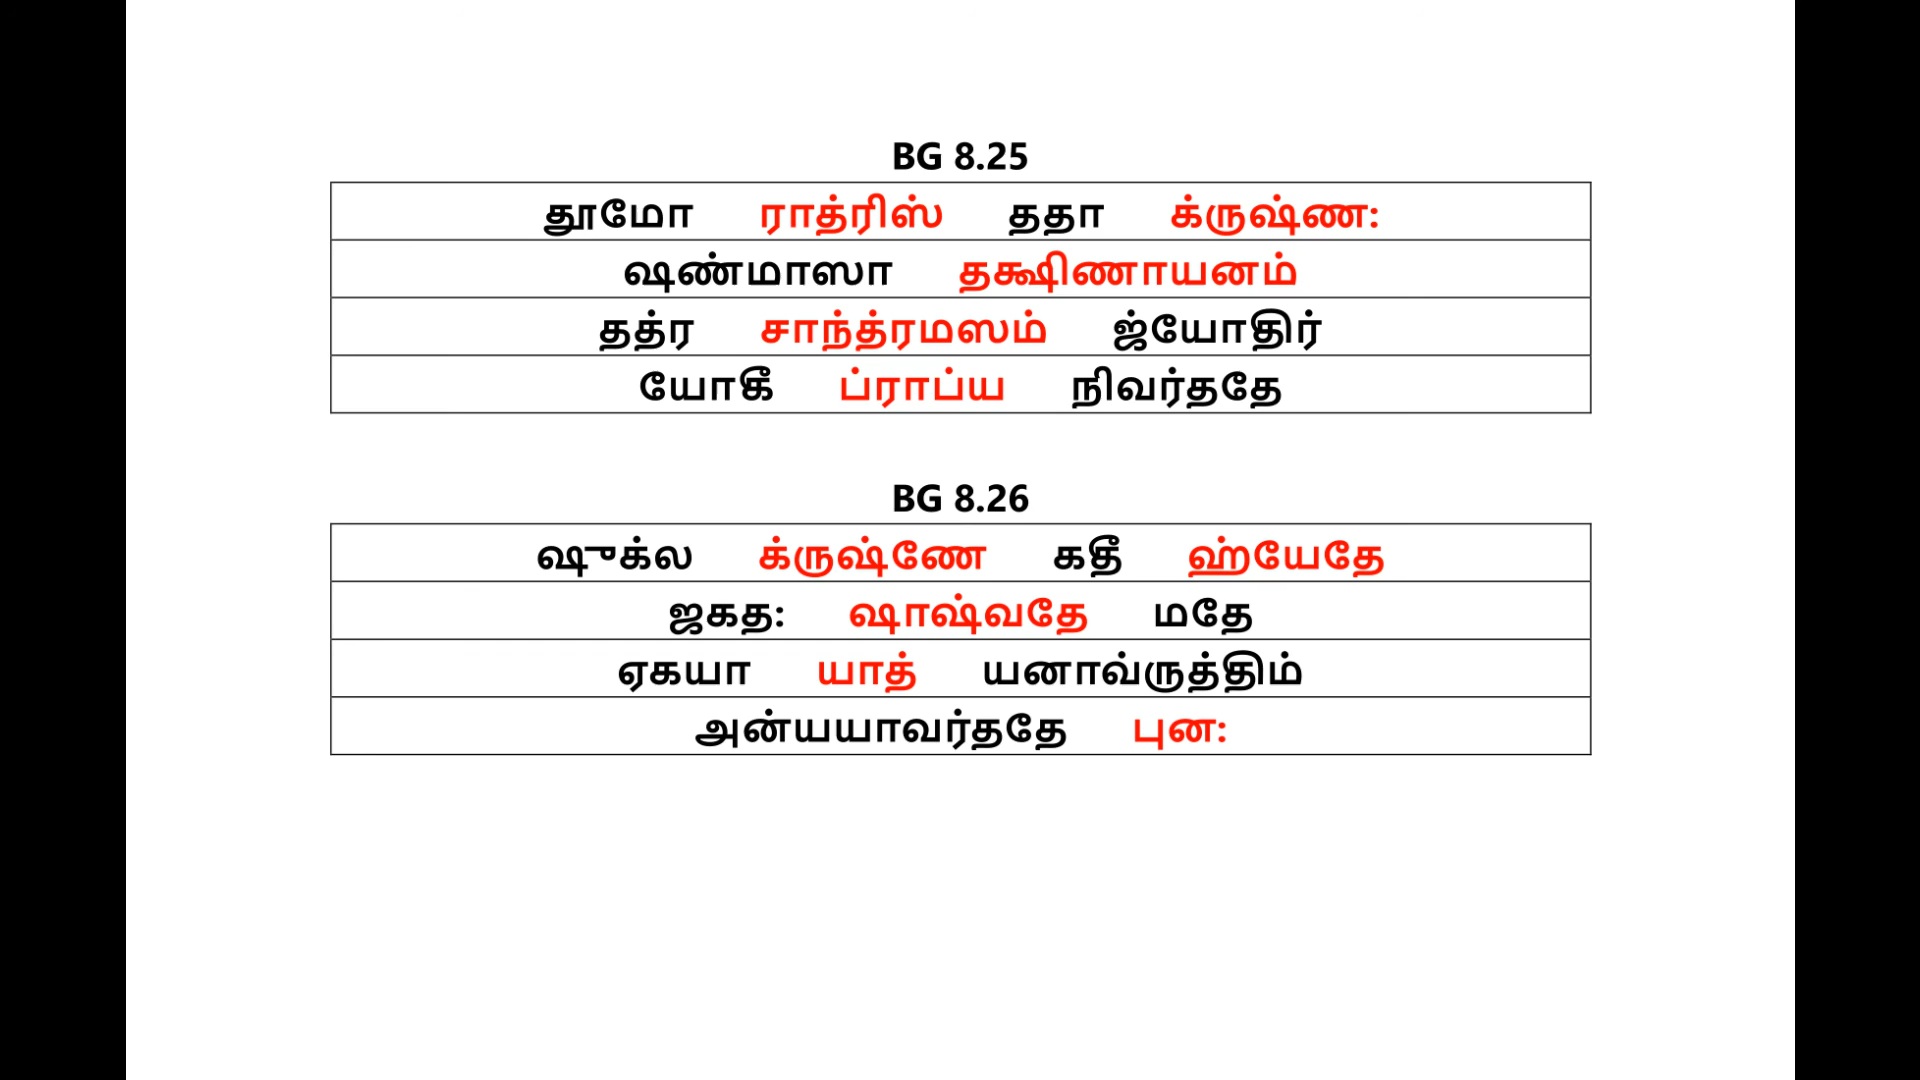 BG 8.25
தூமோ ராத்ரிஸ் ததா க்ருஷ்ண:
ஷண்மாஸா தக்ஷிணாயனம்
தத்ர சாந்த்ரமஸம் ஜ்யோதிர்
யோகீ ப்ராப்ய நிவர்ததே
BG 8.26
ஷுக்ல க்ருஷ்ணே கதீ ஹ்யேதே
ஜகத: ஷாஷ்வதே மதே
ஏகயா யாத் யனாவ்ருத்திம்
அன்யயாவர்ததே புன: